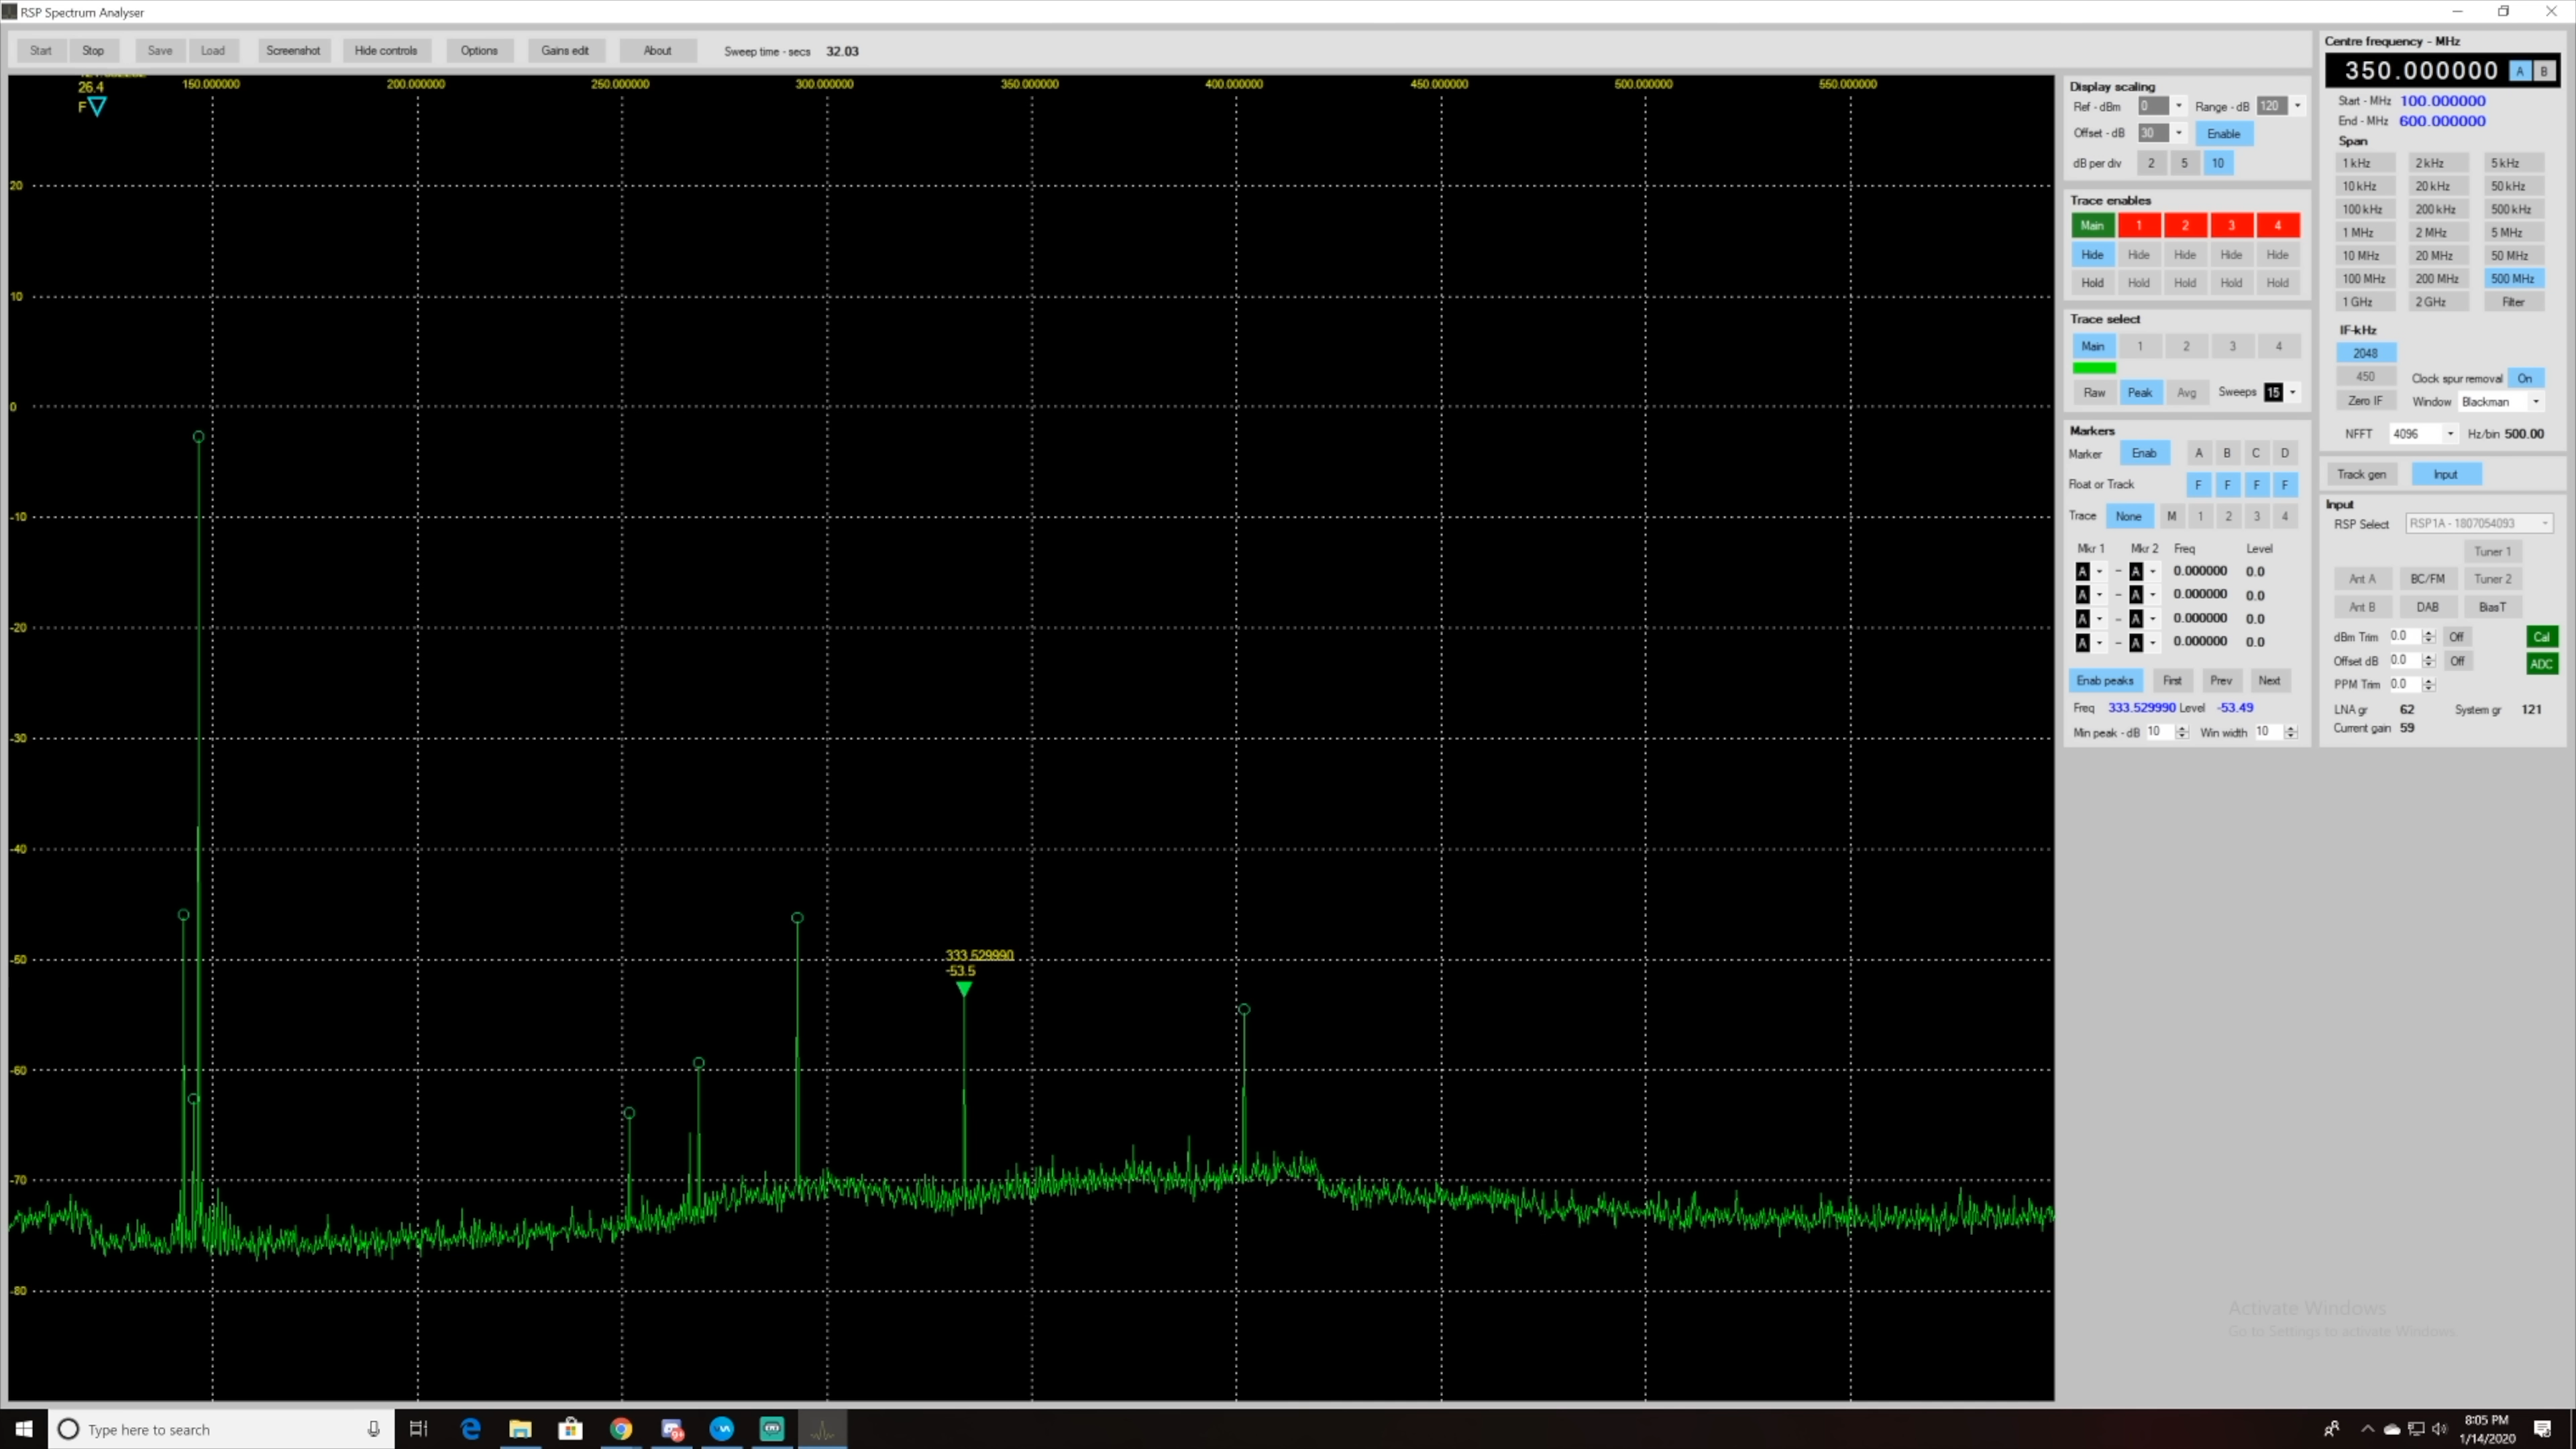 RSP Spectrum Analyser
Start Stop Save Load Screenshot Hide controls Options Gains edit About Sweep time - secs 32.03
26.4
F
150.000000 200.000000 250.000000 300.000000 350.000000 400.000000 450.000000 500.000000 550.000000
20
10
0
-10
-20
-30
-40
-50
-60
-70
-80
333.529990
-53.5
Display scaling
Ref - dBm 0 Range - dB 120
Offset - dB 30 Enable
dB per div 2 5 10
Trace enables
Main 1 2 3 4
Hide Hide Hide Hide Hide
Hold Hold Hold Hold Hold
Trace select
Main 1 2 3 4
Raw Peak Avg Sweeps 15
Markers
Marker Enab A B C D
Float or Track F F F F
Trace None M 1 2 3 4
Mkr 1 Mkr 2 Freq Level
A - A 0.000000 0.0
A - A 0.000000 0.0
A - A 0.000000 0.0
A - A 0.000000 0.0
Enab peaks First Prev Next
Freq 333.529990 Level -53.49
Min peak - dB 10 Win width 10
Centre frequency - MHz
350.000000 A B
Start - MHz 100.000000
End - MHz 600.000000
Span
1 kHz 2 kHz 5 kHz
10 kHz 20 kHz 50 kHz
100 kHz 200 kHz 500 kHz
1 MHz 2 MHz 5 MHz
10 MHz 20 MHz 50 MHz
100 MHz 200 MHz 500 MHz
1 GHz 2 GHz Filter
IF-kHz
2048
450 Clock spur removal On
Zero IF Window Blackman
NFFT 4096 Hz/bin 500.00
Track gen Input
Input
RSP Select RSP1A - 1807054093
Tuner 1
Ant A BC/FM Tuner 2
Ant B DAB BiasT
dBm Trim 0.0 Off Cal
Offset dB 0.0 Off ADC
PPM Trim 0.0
LNA gr 62 System gr 121
Current gain 59
Activate Windows
Go to Settings to activate Windows
Type here to search
9+
8:05 PM
1/14/2020